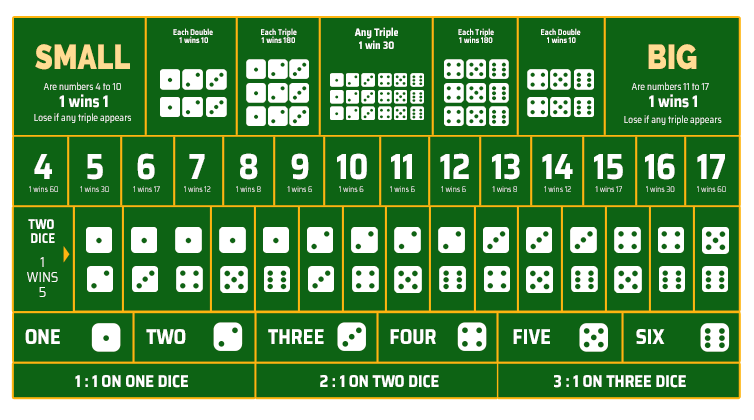 SMALL
Are numbers 4 to 10
1 wins 1
Lose if any triple appears
Each Double
1 wins 10
Each Triple
1 wins 180
Any Triple
1 win 30
Each Triple
1 wins 180
Each Double
1 wins 10
BIG
Are numbers 11 to 17
1 wins 1
Lose if any triple appears
4 5 6 7 8 9 10 11 12 13 14 15 16 17
1 wins 60 1 wins 30 1 wins 17 1 wins 12 1 wins 8 1 wins 6 1 wins 6 1 wins 6 1 wins 6 1 wins 8 1 wins 12 1 wins 17 1 wins 30 1 wins 60
TWO
DICE
1
WINS
5
ONE TWO THREE FOUR FIVE SIX
1 : 1 ON ONE DICE 2 : 1 ON TWO DICE 3 : 1 ON THREE DICE